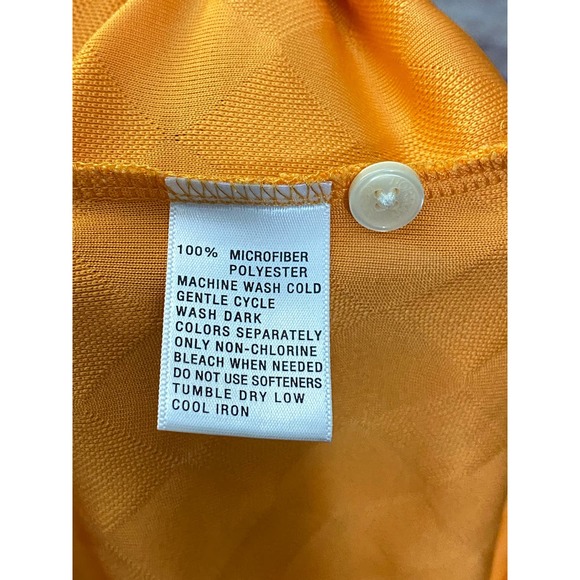 100% MICROFIBER
POLYESTER
MACHINE WASH COLD
GENTLE CYCLE
WASH DARK
COLORS SEPARATELY
ONLY NON-CHLORINE
BLEACH WHEN NEEDED
DO NOT USE SOFTENERS
TUMBLE DRY LOW
COOL IRON